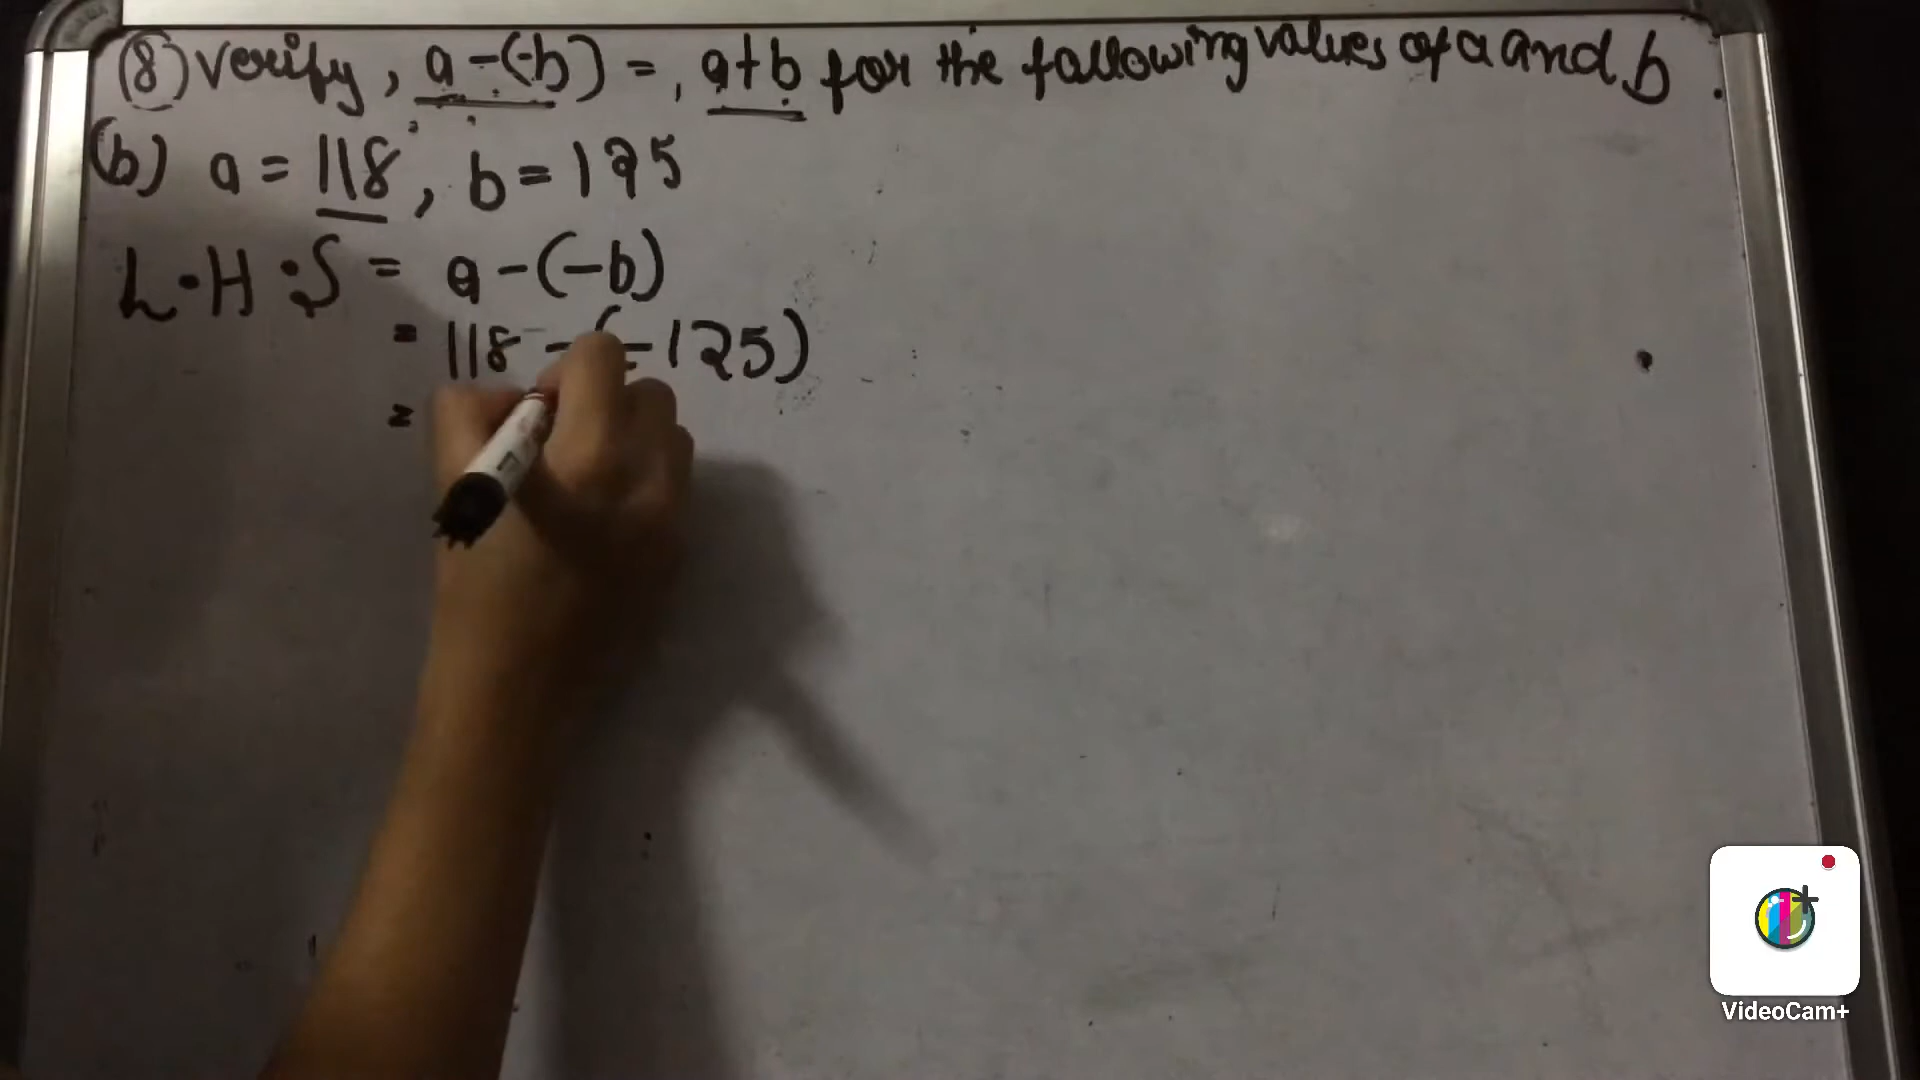 (8) Verify, a-(-b) = a+b for the following values of a and b.
(b) a = 118, b = 125
L.H.S = a-(-b)
= 118-(-125)
=
VideoCam+